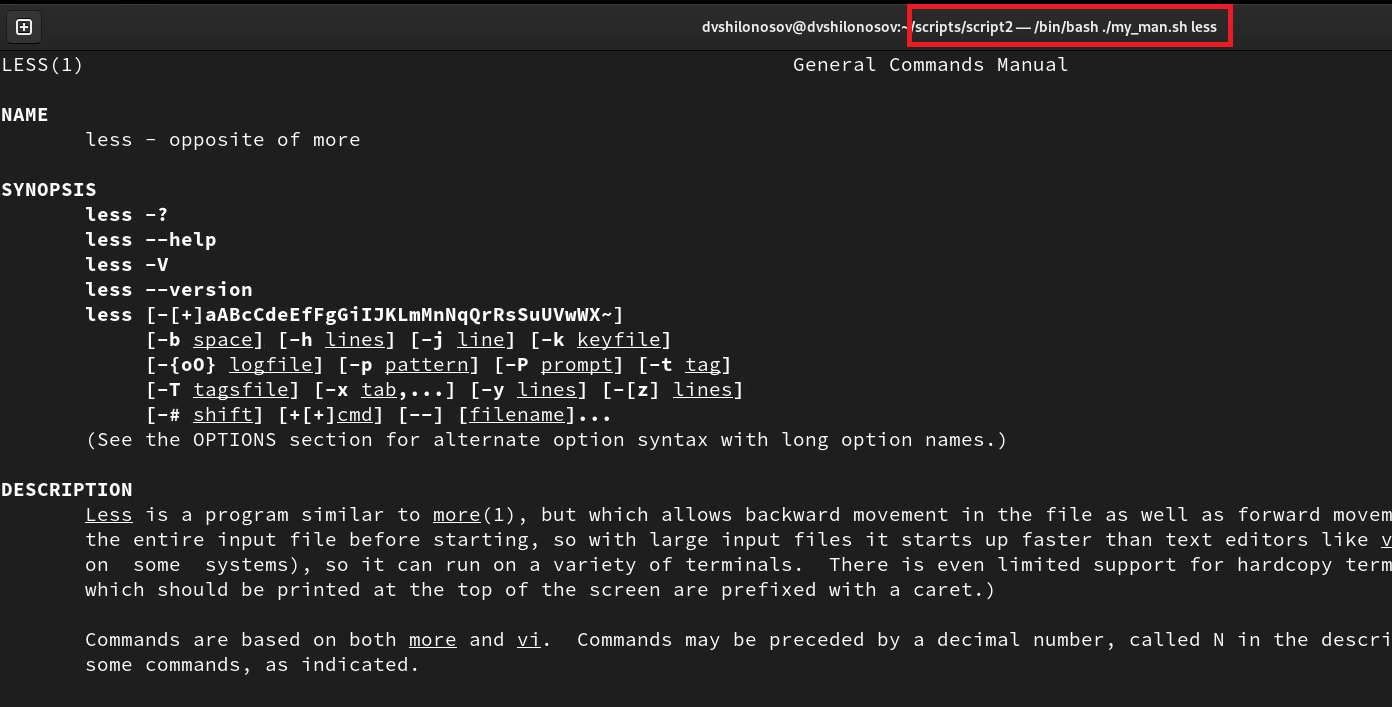 dvshilonosov@dvshilonosov:~/scripts/script2 — /bin/bash ./my_man.sh less
LESS(1) General Commands Manual
NAME
less - opposite of more
SYNOPSIS
less -?
less --help
less -V
less --version
less [-[+]aABcCdeEfFgGiIJKLmMnNqQrRsSuUVwWX~]
[-b space] [-h lines] [-j line] [-k keyfile]
[-{oO} logfile] [-p pattern] [-P prompt] [-t tag]
[-T tagsfile] [-x tab,...] [-y lines] [-[z] lines]
[-# shift] [+[+]cmd] [--] [filename]...
(See the OPTIONS section for alternate option syntax with long option names.)
DESCRIPTION
Less is a program similar to more(1), but which allows backward movement in the file as well as forward movem
the entire input file before starting, so with large input files it starts up faster than text editors like v
on some systems), so it can run on a variety of terminals. There is even limited support for hardcopy term
which should be printed at the top of the screen are prefixed with a caret.)
Commands are based on both more and vi. Commands may be preceded by a decimal number, called N in the descri
some commands, as indicated.